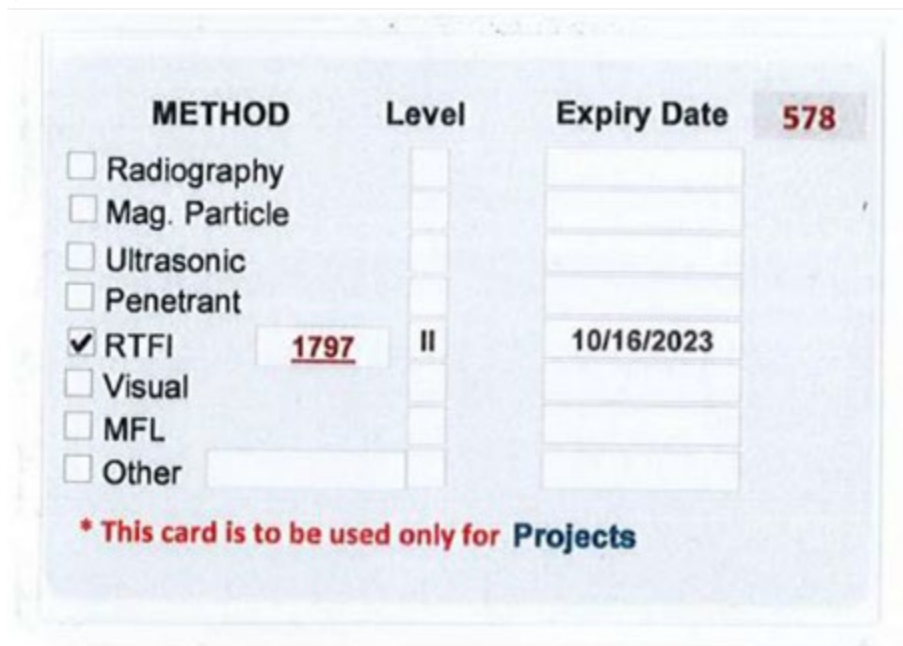 METHOD Level Expiry Date 578
Radiography
Mag. Particle
Ultrasonic
Penetrant
RTFI 1797 II 10/16/2023
Visual
MFL
Other
* This card is to be used only for Projects